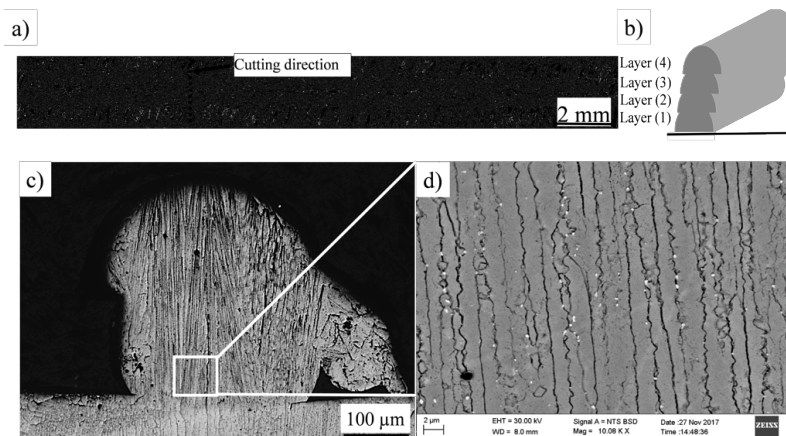 a)
Cutting direction
2 mm
b)
Layer (4)
Layer (3)
Layer (2)
Layer (1)
c)
100 µm
d)
2 µm
EHT = 30.00 kV
WD = 8.0 mm
Signal A = NTS BSD
Mag = 10.08 K X
Date :27 Nov 2017
Time :14:48:36
ZEISS